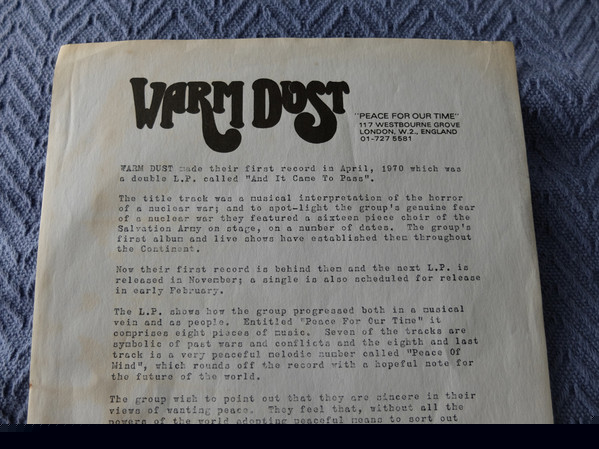 WARM DUST
"PEACE FOR OUR TIME"
117 WESTBOURNE GROVE
LONDON, W.2., ENGLAND
01-727 5581
WARM DUST made their first record in April, 1970 which was
a double L.P. called "And It Came To Pass".
The title track was a musical interpretation of the horror
of a nuclear war; and to spot-light the group's genuine fear
of a nuclear war they featured a sixteen piece choir of the
Salvation Army on stage, on a number of dates. The group's
first album and live shows have established them throughout
the Continent.
Now their first record is behind them and the next L.P. is
released in November; a single is also scheduled for release
in early February.
The L.P. shows how the group progressed both in a musical
vein and as people. Entitled "Peace For Our Time" it
comprises eight pieces of music. Seven of the tracks are
symbolic of past wars and conflicts and the eighth and last
track is a very peaceful melodic number called "Peace Of
Mind", which rounds off the record with a hopeful note for
the future of the world.
The group wish to point out that they are sincere in their
views of wanting peace. They feel that, without all the
powers of the world adopting peaceful means to sort out